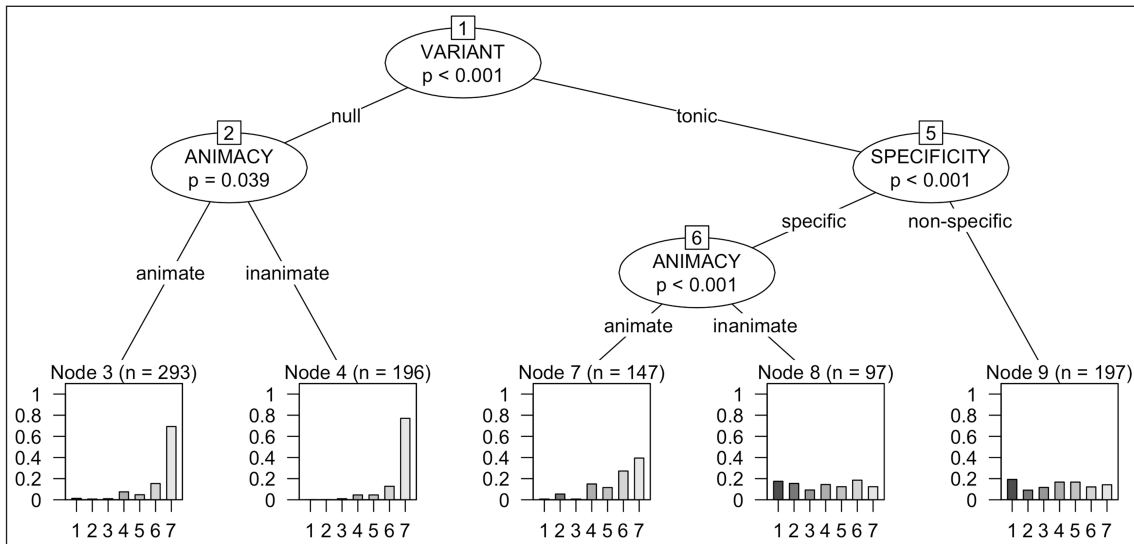 1
VARIANT
p < 0.001
null
tonic
2
ANIMACY
p = 0.039
5
SPECIFICITY
p < 0.001
specific
non-specific
6
ANIMACY
p < 0.001
animate
inanimate
animate
inanimate
Node 3 (n = 293)
1
0.8
0.6
0.4
0.2
0
1 2 3 4 5 6 7
Node 4 (n = 196)
1
0.8
0.6
0.4
0.2
0
1 2 3 4 5 6 7
Node 7 (n = 147)
1
0.8
0.6
0.4
0.2
0
1 2 3 4 5 6 7
Node 8 (n = 97)
1
0.8
0.6
0.4
0.2
0
1 2 3 4 5 6 7
Node 9 (n = 197)
1
0.8
0.6
0.4
0.2
0
1 2 3 4 5 6 7